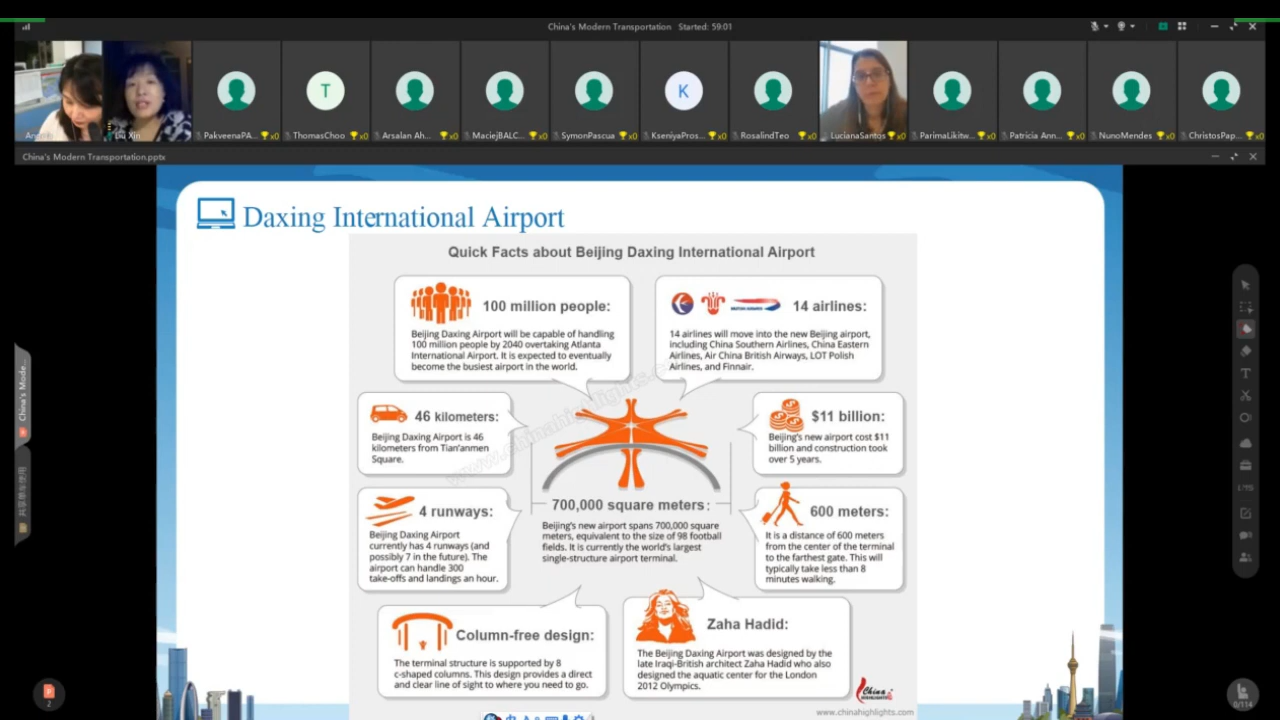 China's Modern Transportation Started: 59:01
Liu Xin
PakveenaPA... x0
T
ThomasChoo x0
Arsalan Ah... x0
MaciejBALC... x0
SymonPascua x0
K
KseniyaPros... x0
RosalindTeo x0
LucianaSantos x0
ParimaLikitw... x0
Patricia Ann... x0
NunoMendes x0
ChristosPap... x0
China's Modern Transportation.pptx
Daxing International Airport
Quick Facts about Beijing Daxing International Airport
100 million people:
Beijing Daxing Airport will be capable of handling
100 million people by 2040 overtaking Atlanta
International Airport. It is expected to eventually
become the busiest airport in the world.
14 airlines:
14 airlines will move into the new Beijing airport,
including China Southern Airlines, China Eastern
Airlines, Air China British Airways, LOT Polish
Airlines, and Finnair.
46 kilometers:
Beijing Daxing Airport is 46
kilometers from Tian'anmen
Square.
$11 billion:
Beijing's new airport cost $11
billion and construction took
over 5 years.
4 runways:
Beijing Daxing Airport
currently has 4 runways (and
possibly 7 in the future). The
airport can handle 300
take-offs and landings an hour.
700,000 square meters:
Beijing's new airport spans 700,000 square
meters, equivalent to the size of 98 football
fields. It is currently the world's largest
single-structure airport terminal.
600 meters:
It is a distance of 600 meters
from the center of the terminal
to the farthest gate. This will
typically take less than 8
minutes walking.
Column-free design:
The terminal structure is supported by 8
c-shaped columns. This design provides a direct
and clear line of sight to where you need to go.
Zaha Hadid:
The Beijing Daxing Airport was designed by the
late Iraqi-British architect Zaha Hadid who also
designed the aquatic center for the London
2012 Olympics.
China
www.chinahighlights.com
China's Mode...
2
0/114